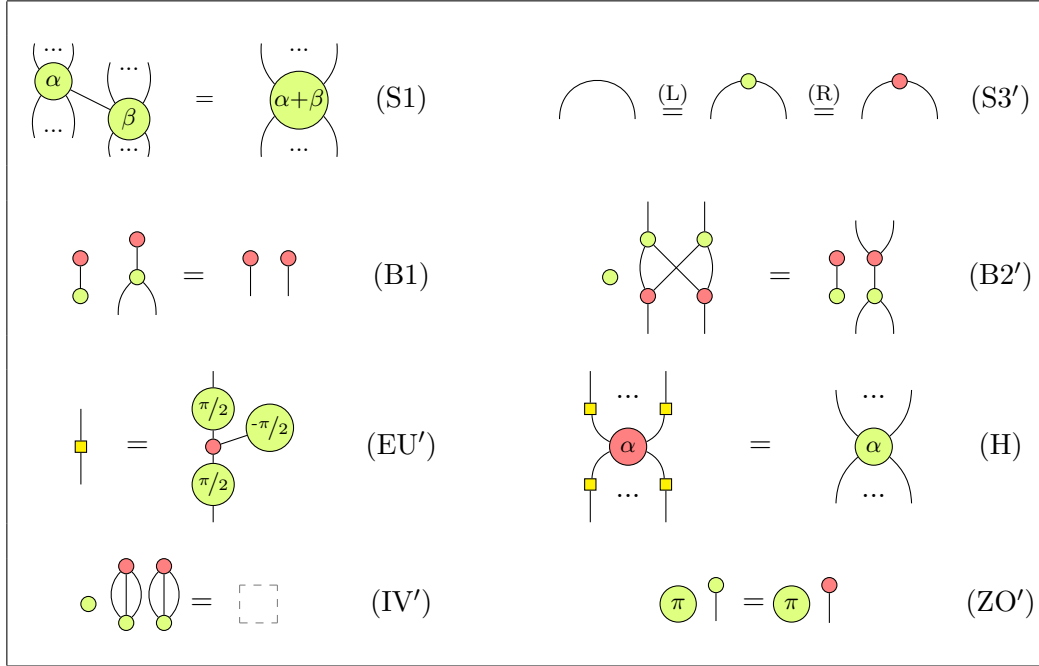 ... ...
α ... α+β (S1) (L) (R) (S3′)
= = =
... β ...
...
= (B1) = (B2′)
π/2 ... 
= -π/2 (EU′) α = α (H)
π/2 ... ...
= (IV′) π = π (ZO′)